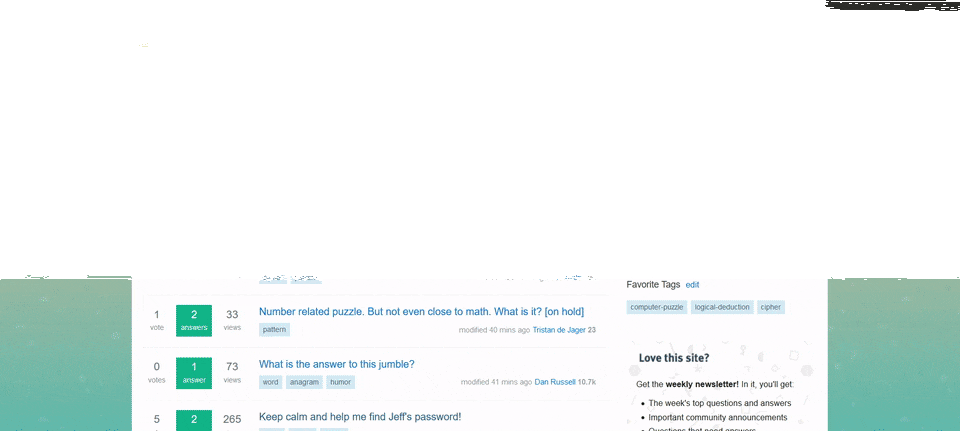 Favorite Tags edit
computer-puzzle logical-deduction cipher
1 vote 2 answers 33 views
Number related puzzle. But not even close to math. What is it? [on hold]
pattern
modified 40 mins ago Tristan de Jager 23
0 votes 1 answer 73 views
What is the answer to this jumble?
word anagram humor
modified 41 mins ago Dan Russell 10.7k
5 2 265
Keep calm and help me find Jeff's password!
Love this site?
Get the weekly newsletter! In it, you'll get:
The week's top questions and answers
Important community announcements
Questions that need answers